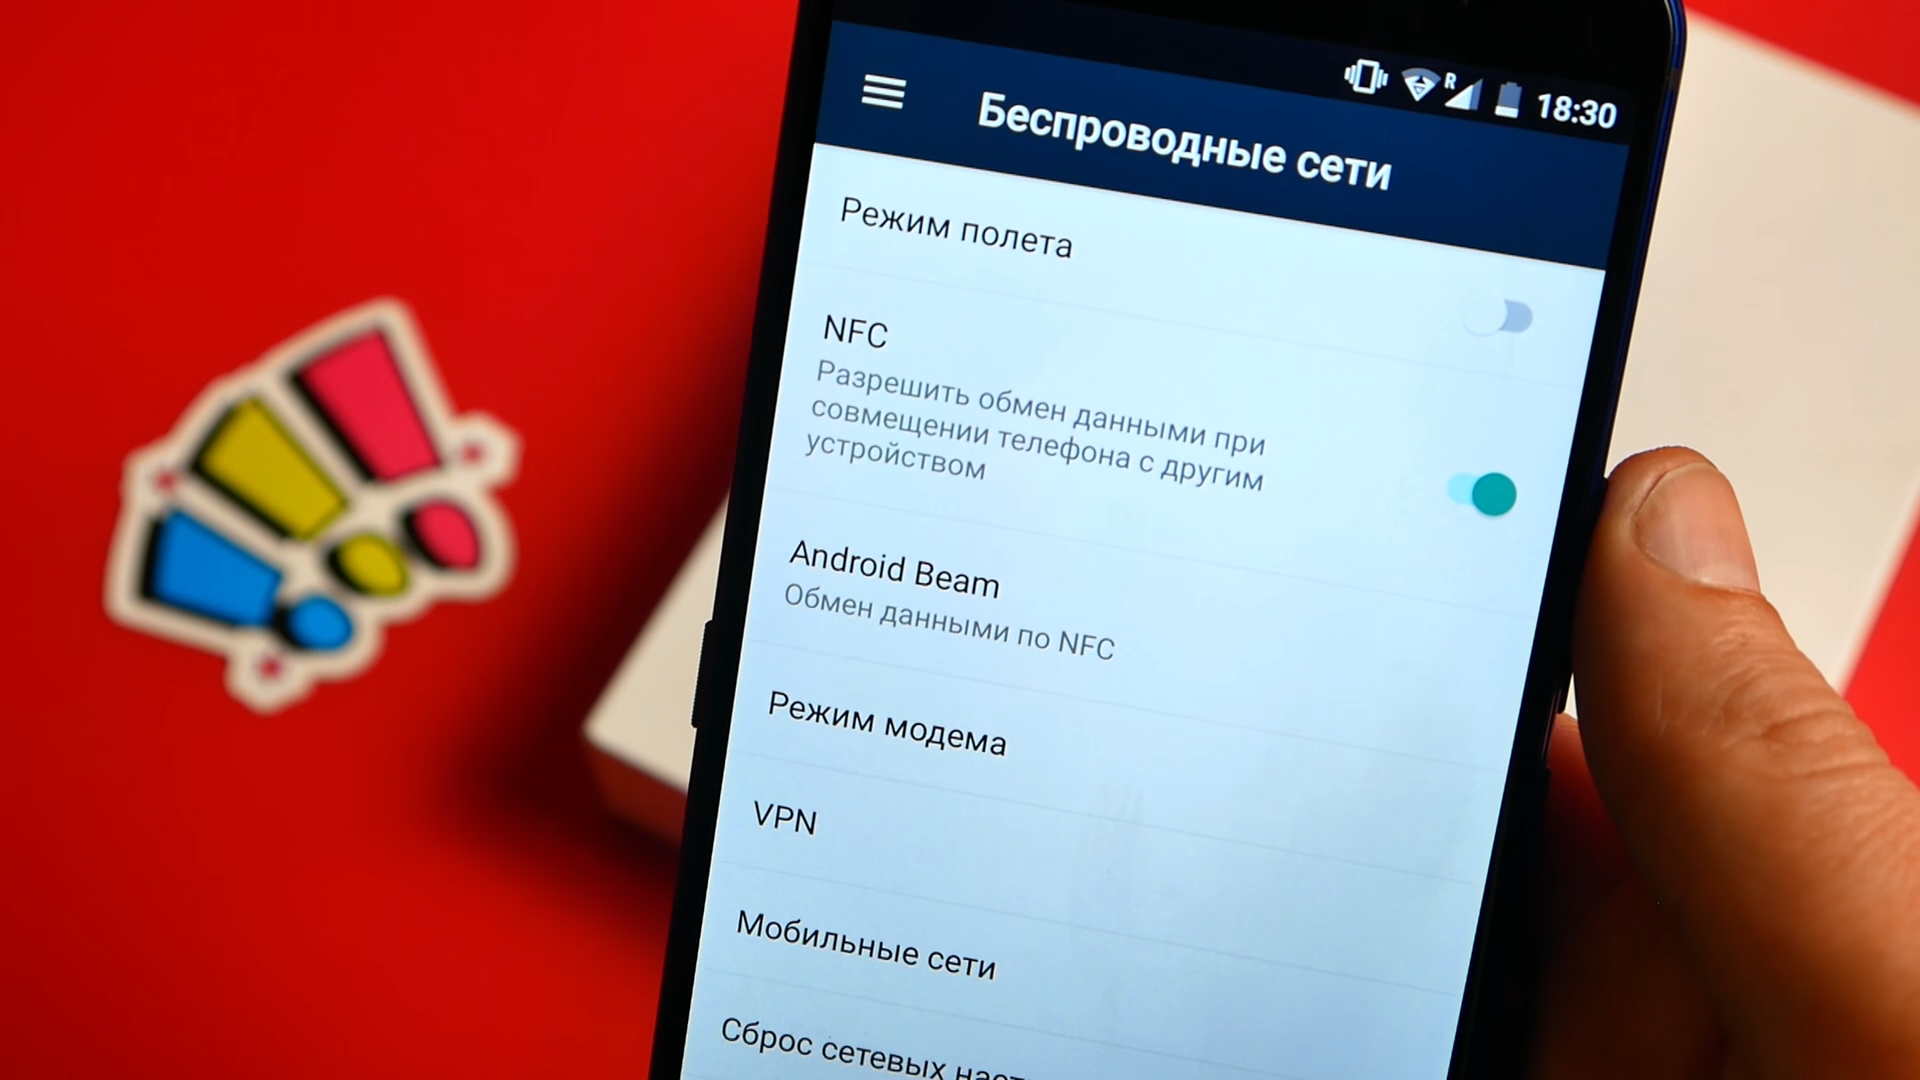 R 18:30
Беспроводные сети
Режим полета
NFC
Разрешить обмен данными при
совмещении телефона с другим
устройством
Android Beam
Обмен данными по NFC
Режим модема
VPN
Мобильные сети
Сброс сетевых